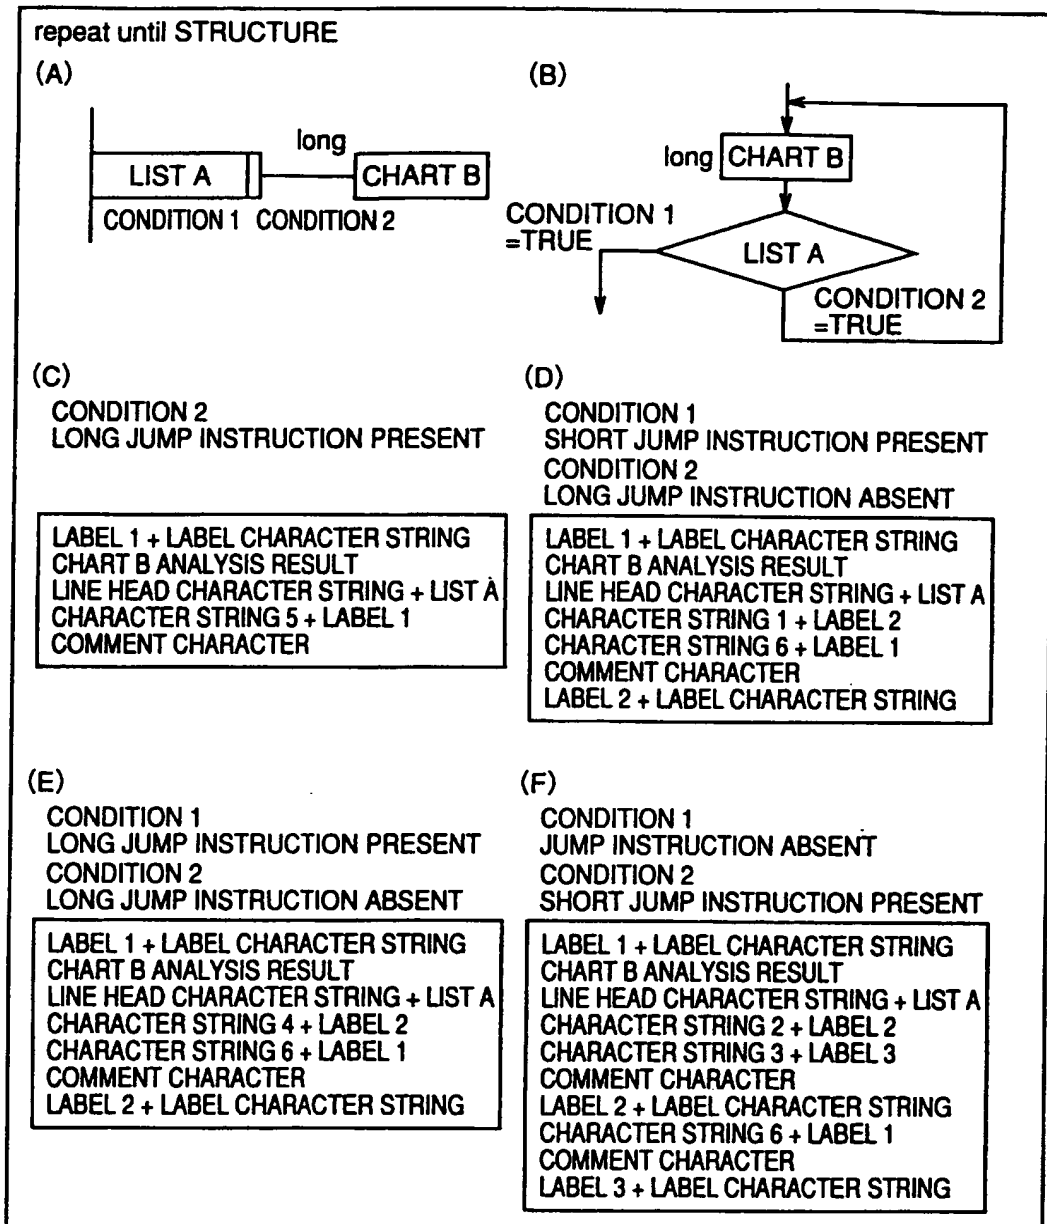 repeat until STRUCTURE
(A)
long
LIST A
CHART B
CONDITION 1 CONDITION 2
(B)
long CHART B
CONDITION 1
=TRUE
LIST A
CONDITION 2
=TRUE
(C)
CONDITION 2
LONG JUMP INSTRUCTION PRESENT
LABEL 1 + LABEL CHARACTER STRING
CHART B ANALYSIS RESULT
LINE HEAD CHARACTER STRING + LIST A
CHARACTER STRING 5 + LABEL 1
COMMENT CHARACTER
(D)
CONDITION 1
SHORT JUMP INSTRUCTION PRESENT
CONDITION 2
LONG JUMP INSTRUCTION ABSENT
LABEL 1 + LABEL CHARACTER STRING
CHART B ANALYSIS RESULT
LINE HEAD CHARACTER STRING + LIST A
CHARACTER STRING 1 + LABEL 2
CHARACTER STRING 6 + LABEL 1
COMMENT CHARACTER
LABEL 2 + LABEL CHARACTER STRING
(E)
CONDITION 1
LONG JUMP INSTRUCTION PRESENT
CONDITION 2
LONG JUMP INSTRUCTION ABSENT
LABEL 1 + LABEL CHARACTER STRING
CHART B ANALYSIS RESULT
LINE HEAD CHARACTER STRING + LIST A
CHARACTER STRING 4 + LABEL 2
CHARACTER STRING 6 + LABEL 1
COMMENT CHARACTER
LABEL 2 + LABEL CHARACTER STRING
(F)
CONDITION 1
JUMP INSTRUCTION ABSENT
CONDITION 2
SHORT JUMP INSTRUCTION PRESENT
LABEL 1 + LABEL CHARACTER STRING
CHART B ANALYSIS RESULT
LINE HEAD CHARACTER STRING + LIST A
CHARACTER STRING 2 + LABEL 2
CHARACTER STRING 3 + LABEL 3
COMMENT CHARACTER
LABEL 2 + LABEL CHARACTER STRING
CHARACTER STRING 6 + LABEL 1
COMMENT CHARACTER
LABEL 3 + LABEL CHARACTER STRING